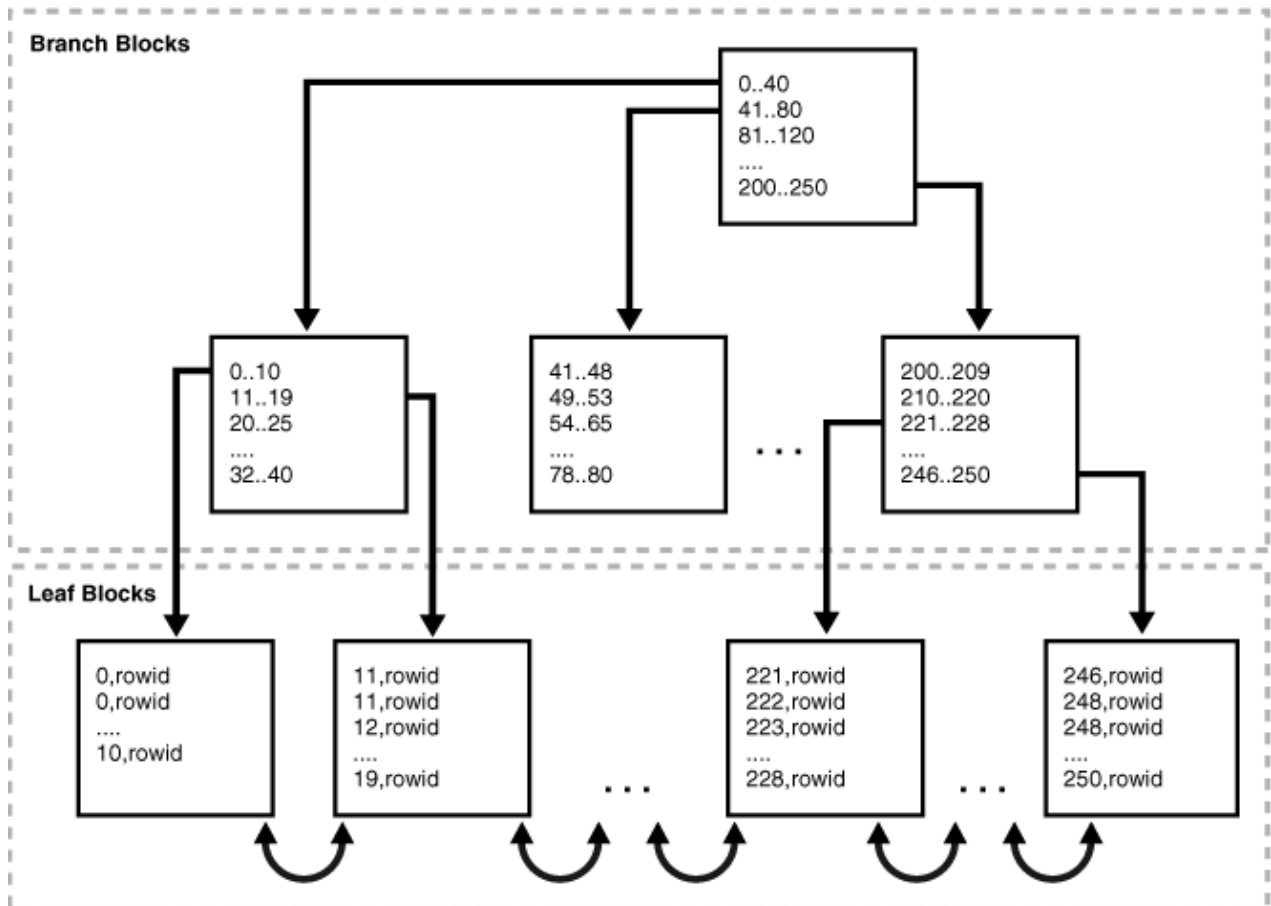 Branch Blocks
0..40
41..80
81..120
....
200..250
0..10
11..19
20..25
....
32..40
41..48
49..53
54..65
....
78..80
...
200..209
210..220
221..228
....
246..250
Leaf Blocks
0,rowid
0,rowid
....
10,rowid
11,rowid
11,rowid
12,rowid
....
19,rowid
...
221,rowid
222,rowid
223,rowid
....
228,rowid
...
246,rowid
248,rowid
248,rowid
....
250,rowid